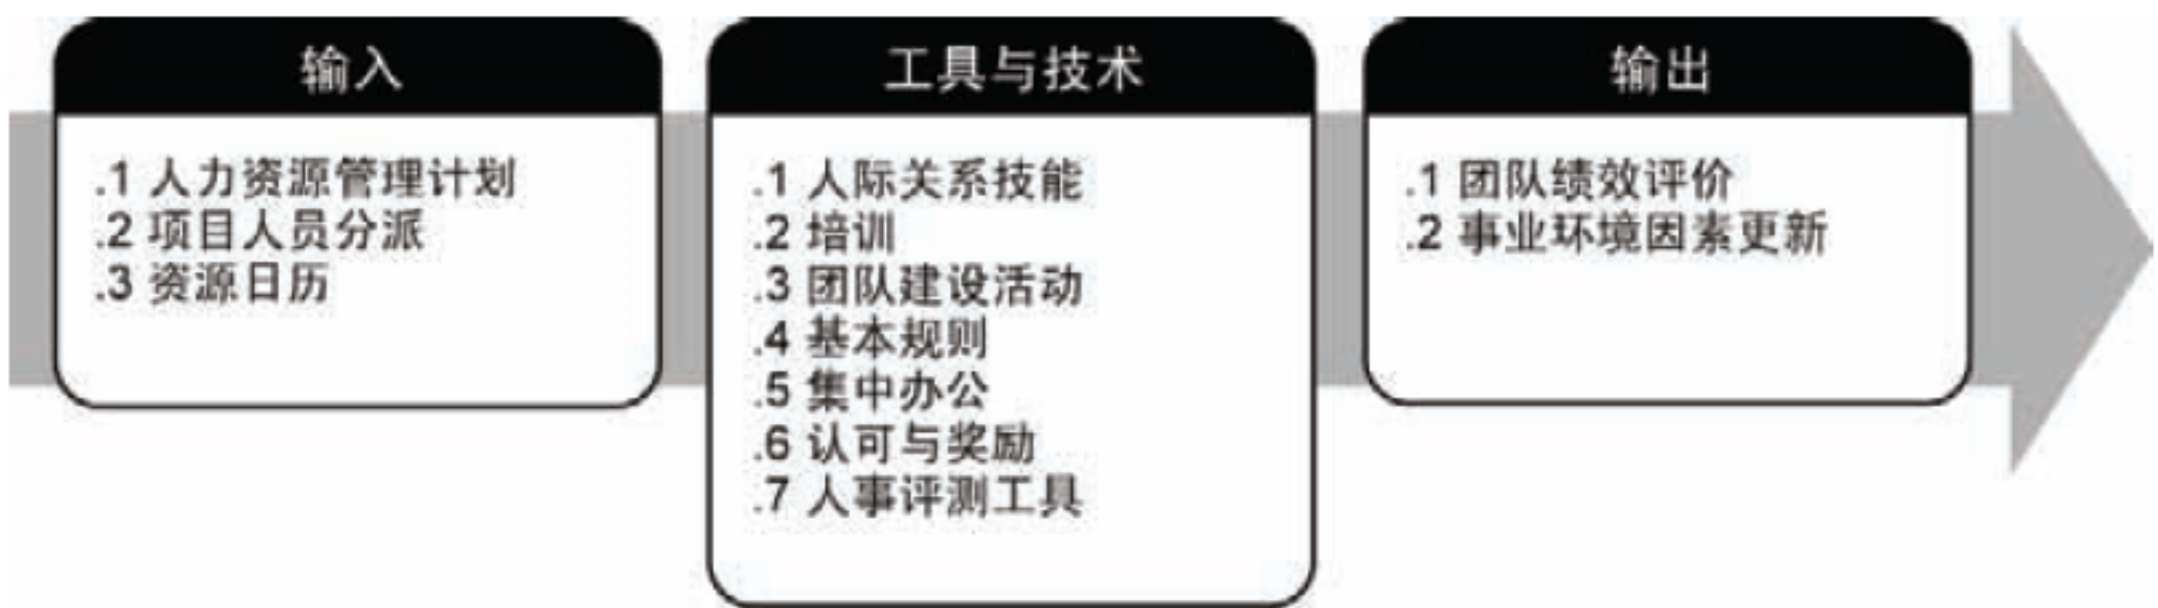 输入
.1 人力资源管理计划
.2 项目人员分派
.3 资源日历
工具与技术
.1 人际关系技能
.2 培训
.3 团队建设活动
.4 基本规则
.5 集中办公
.6 认可与奖励
.7 人事评测工具
输出
.1 团队绩效评价
.2 事业环境因素更新